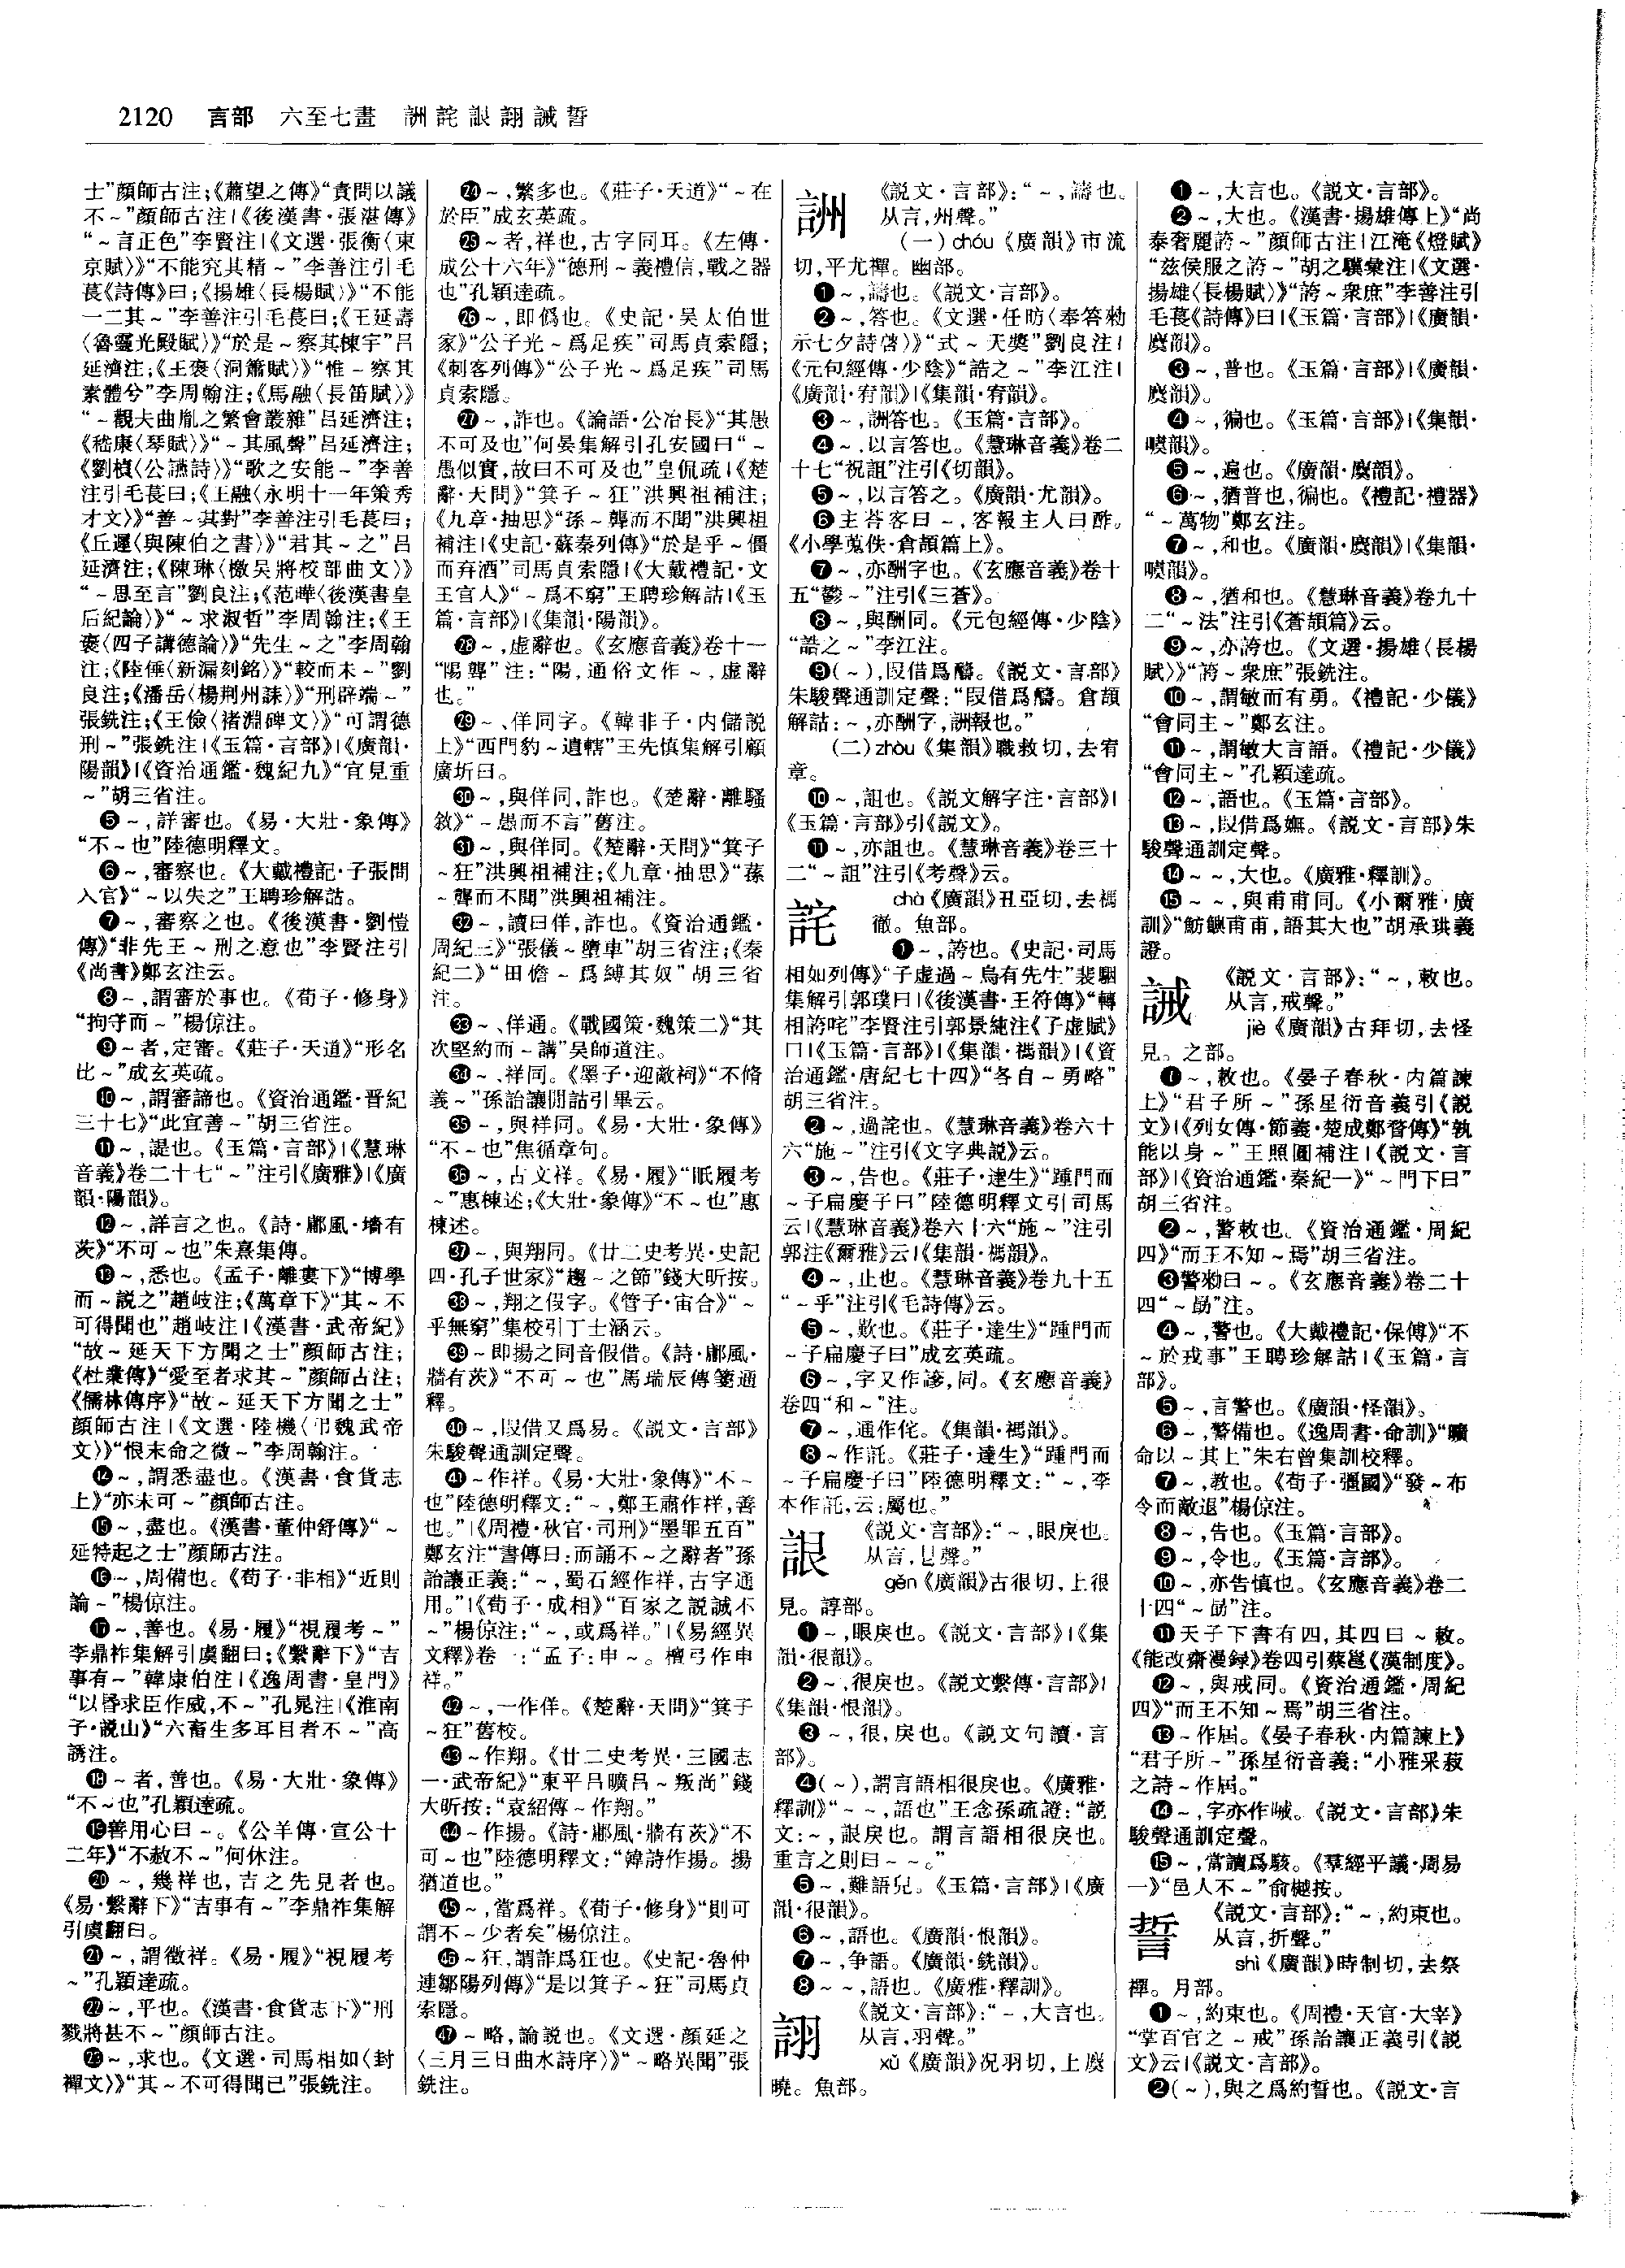 2120 言部 六至七畫 詶詫詪詡誡誓
士”顔師古注;《蕭望之傳》“責問以議
不~”顔師古注|《後漢書·張湛傳》
“~言正色”李賢注|《文選·張衡〈東
京賦〉》“不能究其精~”李善注引毛
萇《詩傳》曰;《揚雄〈長楊賦〉》“不能
一二其~”李善注引毛萇曰;《王延壽
〈魯靈光殿賦〉》“於是~察其棟宇”吕
延濟注;《王褒〈洞簫賦〉》“惟~察其
素體兮”李周翰注;《馬融〈長笛賦〉》
“~觀夫曲胤之繁會叢雜”吕延濟注;
《嵇康〈琴賦〉》“~其風聲”吕延濟注;
《劉楨〈公讌詩〉》“歌之安能~”李善
注引毛萇曰;《王融〈永明十一年策秀
才文〉》“善~其對”李善注引毛萇曰;
《丘遲〈與陳伯之書〉》“君其~之”吕
延濟注;《陳琳〈檄吴將校部曲文〉》
“~思至言”劉良注;《范曄〈後漢書皇
后紀論〉》“~求淑哲”李周翰注;《王
褒〈四子講德論〉》“先生~之”李周翰
注;《陸倕〈新漏刻銘〉》“較而未~”劉
良注;《潘岳〈楊荆州誄〉》“刑辟端~”
張銑注;《王儉〈褚淵碑文〉》“可謂德
刑~”張銑注|《玉篇·言部》|《廣韻·
陽韻》|《資治通鑑·魏紀九》“宜見重
~”胡三省注。
❺~,詳審也。《易·大壯·象傳》
“不~也”陸德明釋文。
❻~,審察也。《大戴禮記·子張問
入官》“~以失之”王聘珍解詁。
❼~,審察之也。《後漢書·劉愷
傳》“非先王~刑之意也”李賢注引
《尚書》鄭玄注云。
❽~,謂審於事也。《荀子·修身》
“拘守而~”楊倞注。
❾~者,定審。《莊子·天道》“形名
比~”成玄英疏。
❿~,謂審諦也。《資治通鑑·晋紀
三十七》“此宜善~”胡三省注。
⓫~,諟也。《玉篇·言部》|《慧琳
音義》卷二十七“~”注引《廣雅》|《廣
韻·陽韻》。
⓬~,詳言之也。《詩·鄘風·墻有
茨》“不可~也”朱熹集傳。
⓭~,悉也。《孟子·離婁下》“博學
而~説之”趙岐注;《萬章下》“其~不
可得聞也”趙岐注|《漢書·武帝紀》
“故~延天下方聞之士”顔師古注;
《杜業傳》“愛至者求其~”顔師古注;
《儒林傳序》“故~延天下方聞之士”
顔師古注|《文選·陸機〈弔魏武帝
文〉》“恨末命之微~”李周翰注。
⓮~,謂悉盡也。《漢書·食貨志
上》“亦未可~”顔師古注。
⓯~,盡也。《漢書·董仲舒傳》“~
延特起之士”顔師古注。
⓰~,周備也。《荀子·非相》“近則
論~”楊倞注。
⓱~,善也。《易·履》“視履考~”
李鼎祚集解引虞翻曰;《繫辭下》“吉
事有~”韓康伯注|《逸周書·皇門》
“以昏求臣作威,不~”孔晁注|《淮南
子·説山》“六畜生多耳目者不~”高
誘注。
⓲~者,善也。《易·大壯·象傳》
“不~也”孔穎達疏。
⓳善用心曰~。《公羊傳·宣公十
二年》“不赦不~”何休注。
⓴~,幾祥也,吉之先見者也。
《易·繫辭下》“吉事有~”李鼎祚集解
引虞翻曰。
㉑~,謂徵祥。《易·履》“視履考
~”孔穎達疏。
㉒~,平也。《漢書·食貨志下》“刑
戮將甚不~”顔師古注。
㉓~,求也。《文選·司馬相如〈封
禪文〉》“其~不可得聞已”張銑注。
㉔~,繁多也。《莊子·天道》“~在
於臣”成玄英疏。
㉕~者,祥也,古字同耳。《左傳·
成公十六年》“德刑~義禮信,戰之器
也”孔穎達疏。
㉖~,即僞也。《史記·吴太伯世
家》“公子光~爲足疾”司馬貞索隱;
《刺客列傳》“公子光~爲足疾”司馬
貞索隱。
㉗~,詐也。《論語·公冶長》“其愚
不可及也”何晏集解引孔安國曰“~
愚似實,故曰不可及也”皇侃疏|《楚
辭·天問》“箕子~狂”洪興祖補注;
《九章·抽思》“孫~聾而不聞”洪興祖
補注|《史記·蘇秦列傳》“於是乎~僵
而弃酒”司馬貞索隱|《大戴禮記·文
王官人》“~爲不窮”王聘珍解詁|《玉
篇·言部》|《集韻·陽韻》。
㉘~,虚辭也。《玄應音義》卷十一
“陽聾”注:“陽,通俗文作~,虚辭
也。”
㉙~、佯同字。《韓非子·内儲説
上》“西門豹~遺轄”王先慎集解引顧
廣圻曰。
㉚~,與佯同,詐也。《楚辭·離騷
敘》“~愚而不言”舊注。
㉛~,與佯同。《楚辭·天問》“箕子
~狂”洪興祖補注;《九章·抽思》“蓀
~聾而不聞”洪興祖補注。
㉜~,讀曰佯,詐也。《資治通鑑·
周紀三》“張儀~墮車”胡三省注;《秦
紀二》“田儋~爲縛其奴”胡三省
注。
㉝~、佯通。《戰國策·魏策二》“其
次堅約而~講”吴師道注。
㉞~、祥同。《墨子·迎敵祠》“不脩
義~”孫詒讓閒詁引畢云。
㉟~,與祥同。《易·大壯·象傳》
“不~也”焦循章句。
㊱~,古文祥。《易·履》“眡履考
~”惠棟述;《大壯·象傳》“不~也”惠
棟述。
㊲~,與翔同。《廿二史考異·史記
四·孔子世家》“趨~之節”錢大昕按。
㊳~,翔之假字。《管子·宙合》“~
乎無窮”集校引丁士涵云。
㊴~即揚之同音假借。《詩·鄘風·
牆有茨》“不可~也”馬瑞辰傳箋通
釋。
㊵~,叚借又爲易。《説文·言部》
朱駿聲通訓定聲。
㊶~作祥。《易·大壯·象傳》“不~
也”陸德明釋文:“~,鄭王肅作祥,善
也。”|《周禮·秋官·司刑》“墨罪五百”
鄭玄注“書傳曰:而誦不~之辭者”孫
詒讓正義:“~,蜀石經作祥,古字通
用。”|《荀子·成相》“百家之説誠不
~”楊倞注:“~,或爲祥。”|《易經異
文釋》卷一:“孟子:申~。檀弓作申
祥。”
㊷~,一作佯。《楚辭·天問》“箕子
~狂”舊校。
㊸~作翔。《廿二史考異·三國志
一·武帝紀》“東平吕曠吕~叛尚”錢
大昕按:“袁紹傳~作翔。”
㊹~作揚。《詩·鄘風·牆有茨》“不
可~也”陸德明釋文:“韓詩作揚。揚
猶道也。”
㊺~,當爲祥。《荀子·修身》“則可
謂不~少者矣”楊倞注。
㊻~狂,謂詐爲狂也。《史記·魯仲
連鄒陽列傳》“是以箕子~狂”司馬貞
索隱。
㊼~略,論説也。《文選·顔延之
〈三月三日曲水詩序〉》“~略異聞”張
銑注。
詶 《説文·言部》:“~,譸也。
从言,州聲。”
(一)chóu《廣韻》市流
切,平尤禪。幽部。
❶~,譸也。《説文·言部》。
❷~,答也。《文選·任昉〈奉答勑
示七夕詩啓〉》“式~天奬”劉良注|
《元包經傳·少陰》“誥之~”李江注|
《廣韻·宥韻》|《集韻·宥韻》。
❸~,詶答也。《玉篇·言部》。
❹~,以言答也。《慧琳音義》卷二
十七“祝詛”注引《切韻》。
❺~,以言答之。《廣韻·尤韻》。
❻主荅客曰~,客報主人曰酢。
《小學蒐佚·倉頡篇上》。
❼~,亦酬字也。《玄應音義》卷十
五“鬱~”注引《三蒼》。
❽~,與酬同。《元包經傳·少陰》
“誥之~”李江注。
❾(~),叚借爲醻。《説文·言部》
朱駿聲通訓定聲:“叚借爲醻。倉頡
解詁:~,亦酬字,詶報也。”
(二)zhòu《集韻》職救切,去宥
章。
❿~,詛也。《説文解字注·言部》|
《玉篇·言部》引《説文》。
⓫~,亦詛也。《慧琳音義》卷三十
二“~詛”注引《考聲》云。
詫 chà《廣韻》丑亞切,去禡
徹。魚部。
❶~,誇也。《史記·司馬
相如列傳》“子虚過~烏有先生”裴駰
集解引郭璞曰|《後漢書·王符傳》“轉
相誇咤”李賢注引郭景純注《子虚賦》
曰|《玉篇·言部》|《集韻·禡韻》|《資
治通鑑·唐紀七十四》“各自~勇略”
胡三省注。
❷~,過詫也。《慧琳音義》卷六十
六“施~”注引《文字典説》云。
❸~,告也。《莊子·達生》“踵門而
~子扁慶子曰”陸德明釋文引司馬
云|《慧琳音義》卷六十六“施~”注引
郭注《爾雅》云|《集韻·禡韻》。
❹~,止也。《慧琳音義》卷九十五
“~乎”注引《毛詩傳》云。
❺~,歎也。《莊子·達生》“踵門而
~子扁慶子曰”成玄英疏。
❻~,字又作謻,同。《玄應音義》
卷四“和~”注。
❼~,通作侘。《集韻·禡韻》。
❽~作託。《莊子·達生》“踵門而
~子扁慶子曰”陸德明釋文:“~,李
本作託,云:屬也。”
詪 《説文·言部》:“~,眼戾也。
从言,皀聲。”
gěn《廣韻》古很切,上很
見。諄部。
❶~,眼戾也。《説文·言部》|《集
韻·很韻》。
❷~,很戾也。《説文繫傳·言部》|
《集韻·恨韻》。
❸~,很,戾也。《説文句讀·言
部》。
❹(~),謂言語相很戾也。《廣雅·
釋訓》“~~,語也”王念孫疏證:“説
文:~,詪戾也。謂言語相很戾也。
重言之則曰~~。”
❺~,難語皃。《玉篇·言部》|《廣
韻·很韻》。
❻~,語也。《廣韻·恨韻》。
❼~,争語。《廣韻·銑韻》。
❽~~,語也。《廣雅·釋訓》。
詡 《説文·言部》:“~,大言也。
从言,羽聲。”
xǔ《廣韻》况羽切,上麌
曉。魚部。
❶~,大言也。《説文·言部》。
❷~,大也。《漢書·揚雄傳上》“尚
泰奢麗誇~”顔師古注|江淹《燈賦》
“兹侯服之誇~”胡之驥彙注|《文選·
揚雄〈長楊賦〉》“誇~衆庶”李善注引
毛萇《詩傳》曰|《玉篇·言部》|《廣韻·
麌韻》。
❸~,普也。《玉篇·言部》|《廣韻·
麌韻》。
❹~,徧也。《玉篇·言部》|《集韻·
噳韻》。
❺~,遍也。《廣韻·麌韻》。
❻~,猶普也,徧也。《禮記·禮器》
“~萬物”鄭玄注。
❼~,和也。《廣韻·麌韻》|《集韻·
噳韻》。
❽~,猶和也。《慧琳音義》卷九十
二“~法”注引《蒼頡篇》云。
❾~,亦誇也。《文選·揚雄〈長楊
賦〉》“誇~衆庶”張銑注。
❿~,謂敏而有勇。《禮記·少儀》
“會同主~”鄭玄注。
⓫~,謂敏大言語。《禮記·少儀》
“會同主~”孔穎達疏。
⓬~,語也。《玉篇·言部》。
⓭~,叚借爲嫵。《説文·言部》朱
駿聲通訓定聲。
⓮~~,大也。《廣雅·釋訓》。
⓯~~,與甫甫同。《小爾雅·廣
訓》“魴鱮甫甫,語其大也”胡承珙義
證。
誡 《説文·言部》:“~,敕也。
从言,戒聲。”
jiè《廣韻》古拜切,去怪
見。之部。
❶~,敕也。《晏子春秋·内篇諫
上》“君子所~”孫星衍音義引《説
文》|《列女傳·節義·楚成鄭瞀傳》“孰
能以身~”王照圓補注|《説文·言
部》|《資治通鑑·秦紀一》“~門下曰”
胡三省注。
❷~,警敕也。《資治通鑑·周紀
四》“而王不知~焉”胡三省注。
❸警勑曰~。《玄應音義》卷二十
四“~勗”注。
❹~,警也。《大戴禮記·保傅》“不
~於戎事”王聘珍解詁|《玉篇·言
部》。
❺~,言警也。《廣韻·怪韻》。
❻~,警備也。《逸周書·命訓》“曠
命以~其上”朱右曾集訓校釋。
❼~,教也。《荀子·彊國》“發~布
令而敵退”楊倞注。
❽~,告也。《玉篇·言部》。
❾~,令也。《玉篇·言部》。
❿~,亦告慎也。《玄應音義》卷二
十四“~勗”注。
⓫天子下書有四,其四曰~敕。
《能改齋漫録》卷四引蔡邕《漢制度》。
⓬~,與戒同。《資治通鑑·周紀
四》“而王不知~焉”胡三省注。
⓭~作届。《晏子春秋·内篇諫上》
“君子所~”孫星衍音義:“小雅采菽
之詩~作届。”
⓮~,字亦作喊。《説文·言部》朱
駿聲通訓定聲。
⓯~,當讀爲駭。《羣經平議·周易
一》“邑人不~”俞樾按。
誓 《説文·言部》:“~,約束也。
从言,折聲。”
shì《廣韻》時制切,去祭
禪。月部。
❶~,約束也。《周禮·天官·大宰》
“掌百官之~戒”孫詒讓正義引《説
文》云|《説文·言部》。
❷(~),與之爲約誓也。《説文·言